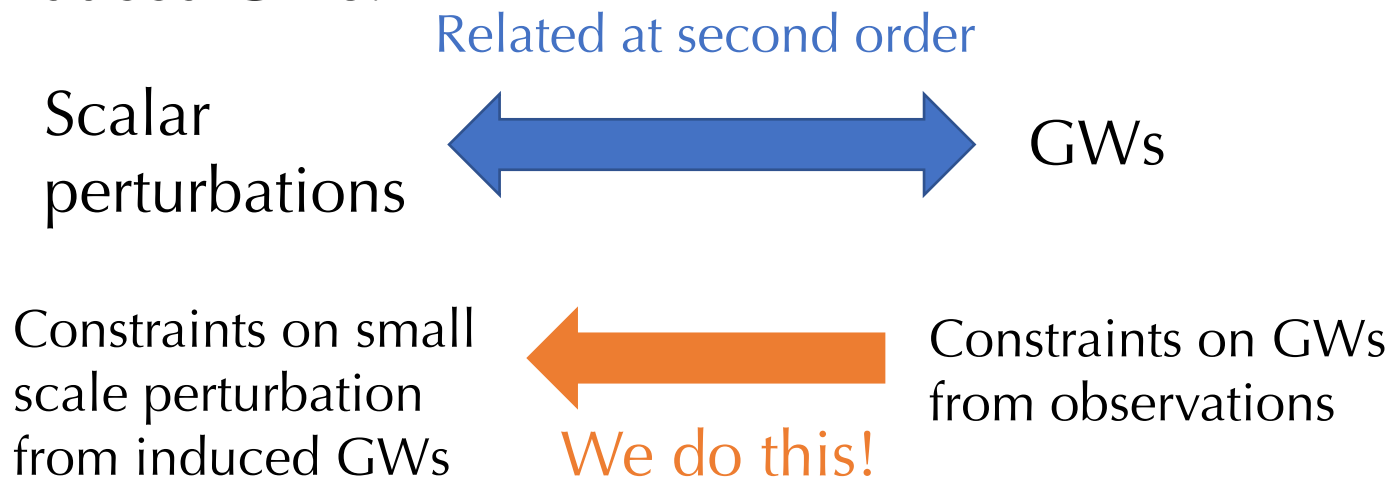 Related at second order
Scalar
perturbations
GWs
Constraints on small
scale perturbation
from induced GWs
We do this!
Constraints on GWs
from observations